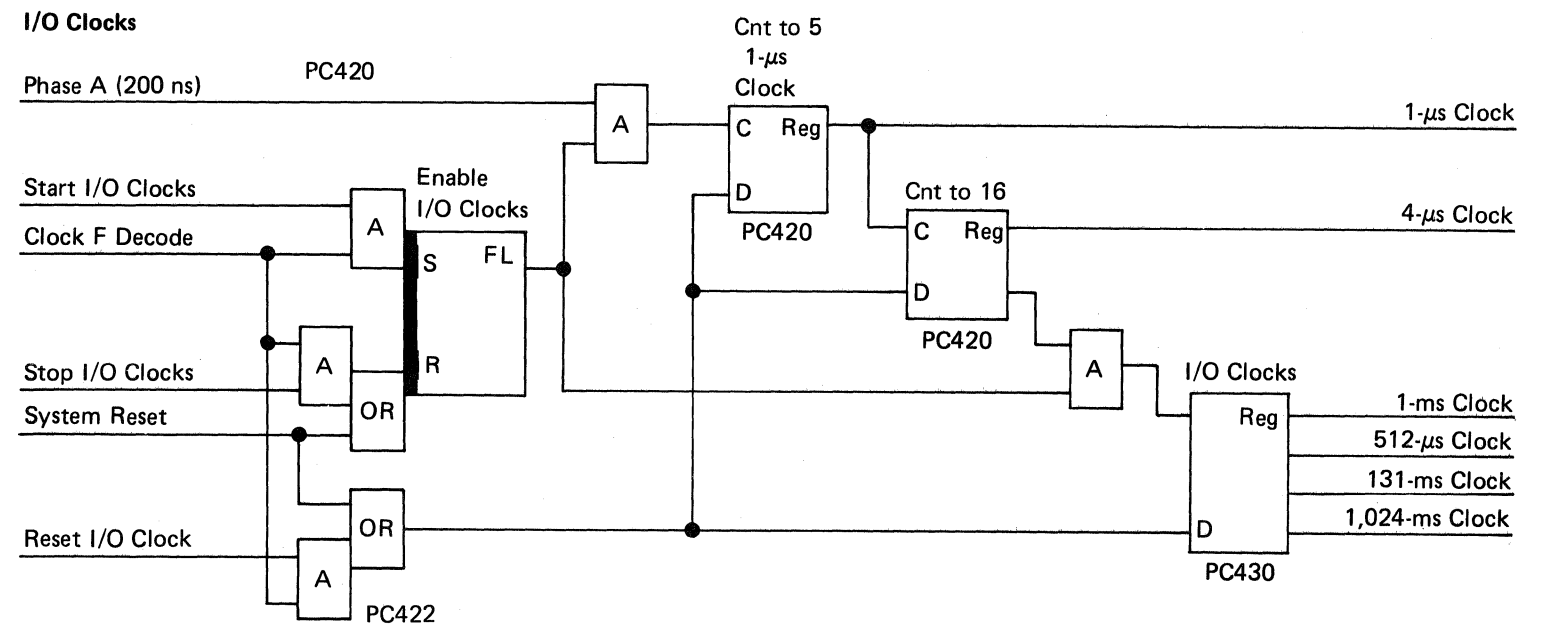 I/O Clocks
Cnt to 5
1-μs
Clock
Phase A (200 ns)
PC420
A
C Reg
D
PC420
1-μs Clock
Start I/O Clocks
Clock F Decode
A
Enable
I/O Clocks
S FL
R
Cnt to 16
C Reg
D
PC420
4-μs Clock
Stop I/O Clocks
A
System Reset
OR
A
I/O Clocks
Reg
D
PC430
1-ms Clock
512-μs Clock
131-ms Clock
1,024-ms Clock
Reset I/O Clock
OR
A
PC422